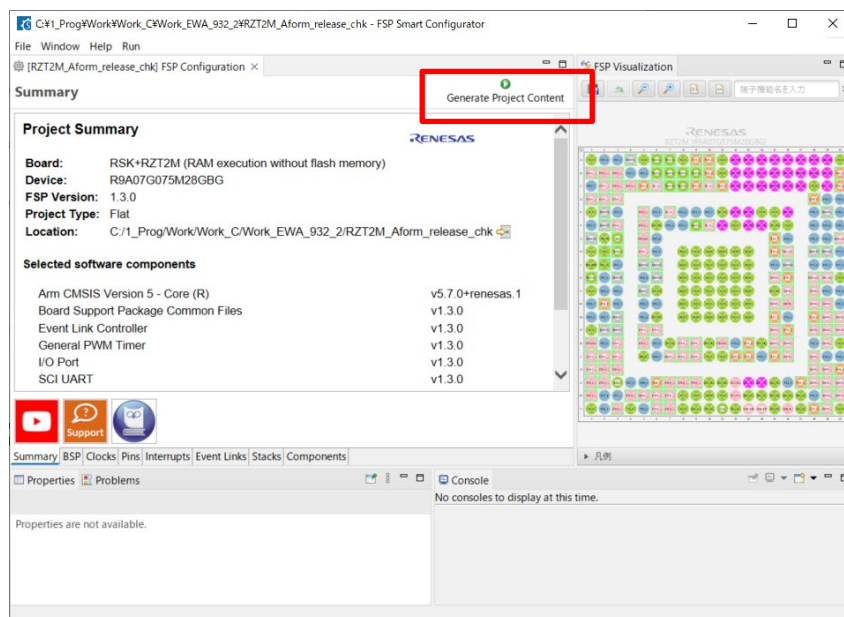 C:¥1_Prog¥Work¥Work_C¥Work_EWA_932_2¥RZT2M_Aform_release_chk - FSP Smart Configurator
File Window Help Run
[RZT2M_Aform_release_chk] FSP Configuration
FSP Visualization
Summary
Generate Project Content
端子機能名を入力
Project Summary
RENESAS
Board: RSK+RZT2M (RAM execution without flash memory)
Device: R9A07G075M28GBG
FSP Version: 1.3.0
Project Type: Flat
Location: C:/1_Prog/Work/Work_C/Work_EWA_932_2/RZT2M_Aform_release_chk
RENESAS
RZT2M (R9A07G075M28GBG)
Selected software components
Arm CMSIS Version 5 - Core (R) v5.7.0+renesas.1
Board Support Package Common Files v1.3.0
Event Link Controller v1.3.0
General PWM Timer v1.3.0
I/O Port v1.3.0
SCI UART v1.3.0
Support
Summary BSP Clocks Pins Interrupts Event Links Stacks Components
凡例
Properties Problems
Console
No consoles to display at this time.
Properties are not available.